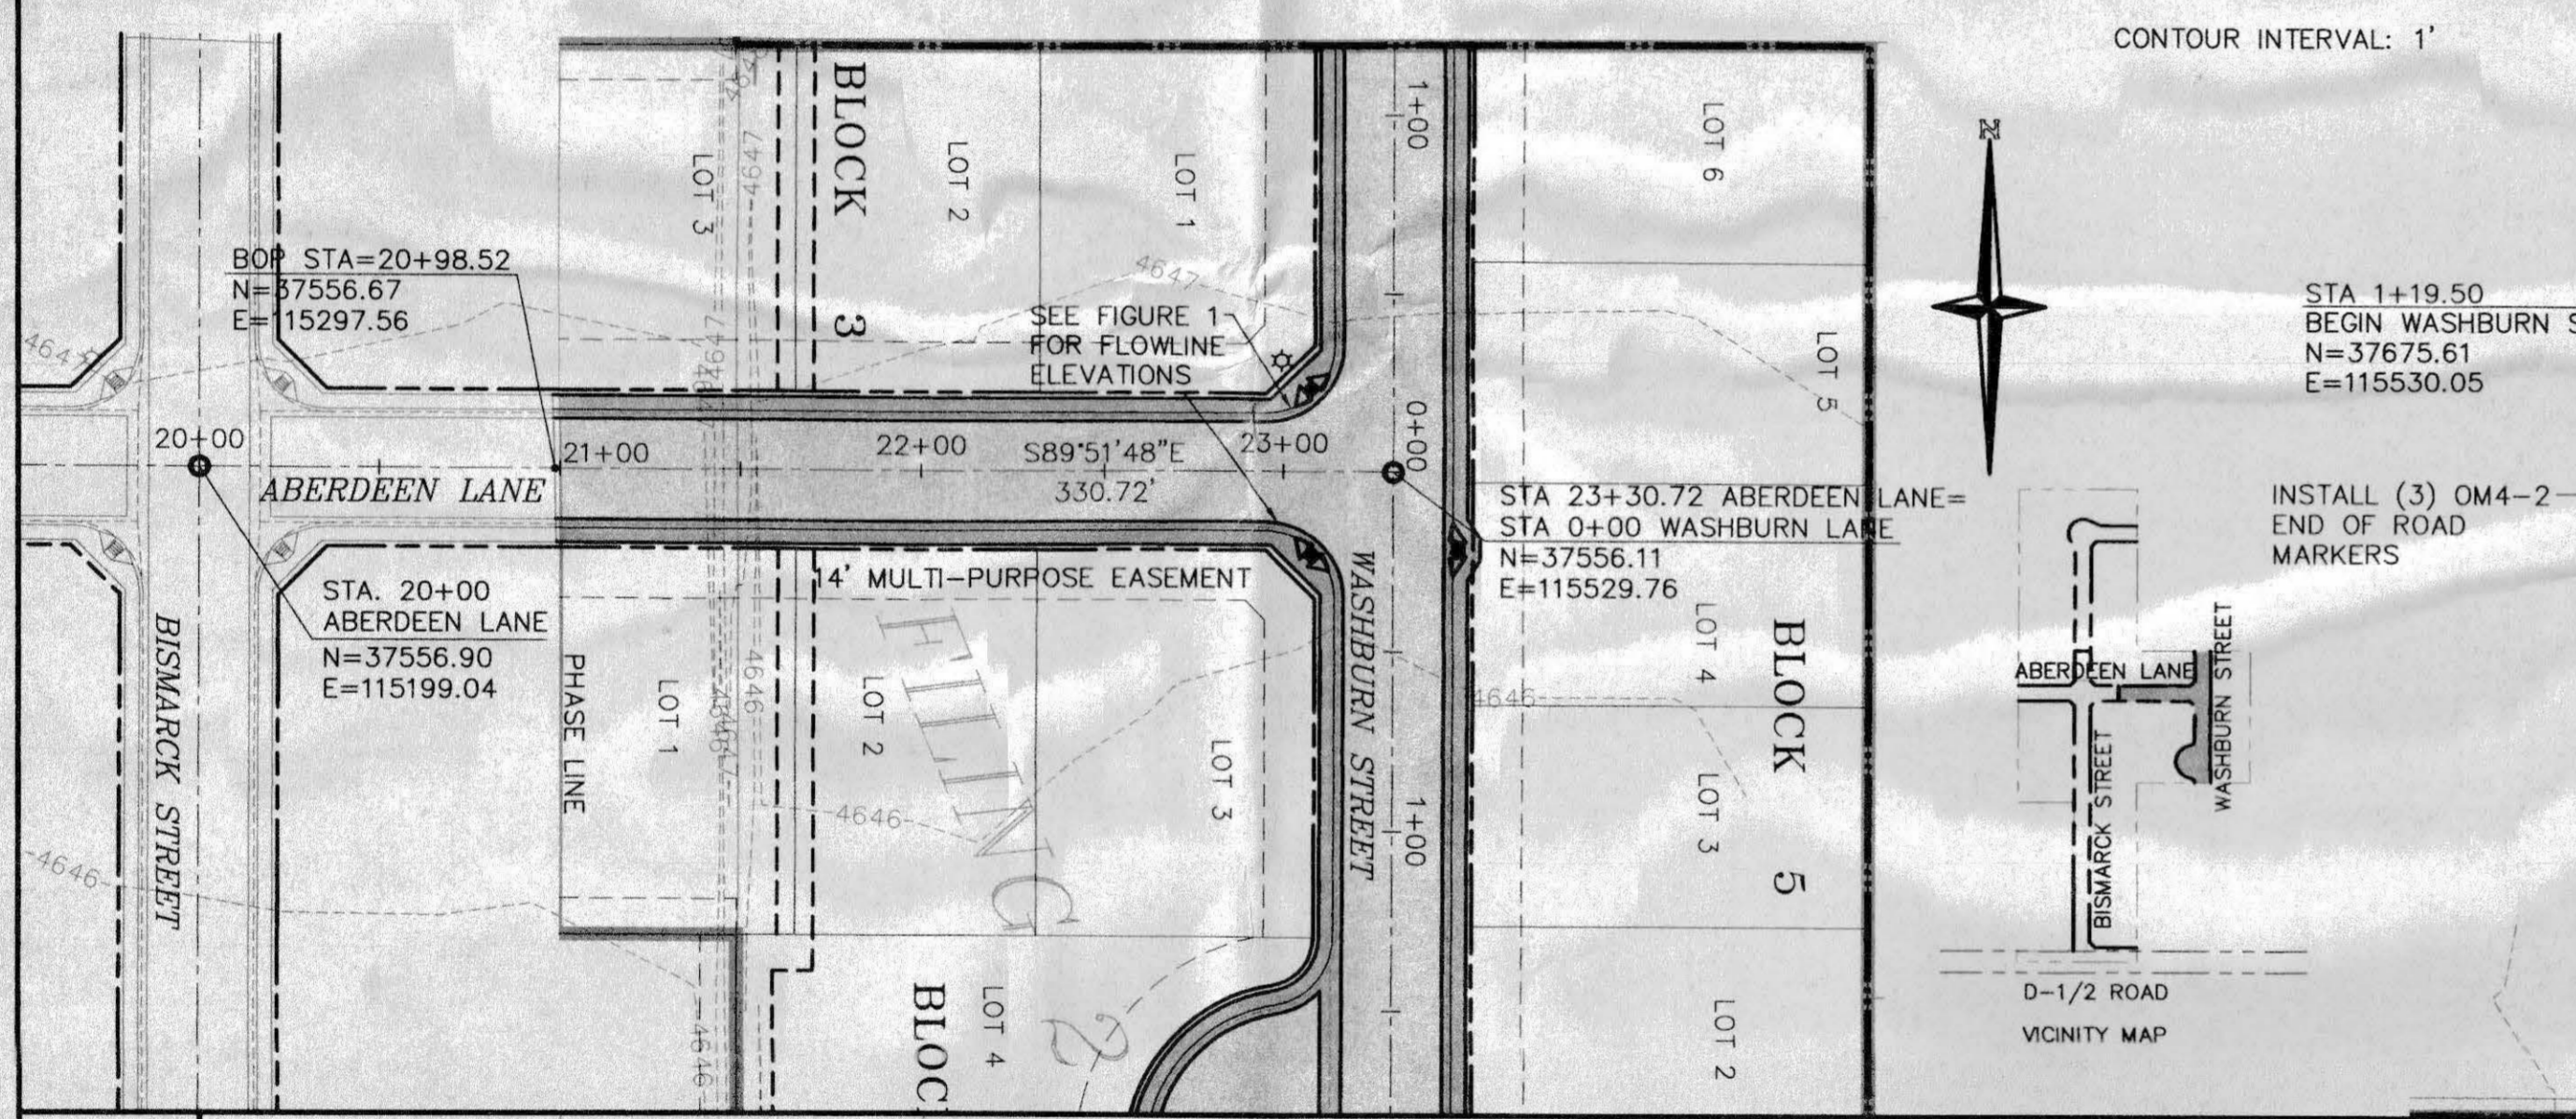 CONTOUR INTERVAL: 1'
BLOCK 3
LOT 3
LOT 2
LOT 1
LOT 6
LOT 5
1+00
4647
4647
N
BOP STA=20+98.52
N=37556.67
E=115297.56
SEE FIGURE 1
FOR FLOWLINE
ELEVATIONS
STA 1+19.50
BEGIN WASHBURN S
N=37675.61
E=115530.05
4647
20+00
21+00
22+00
S89°51'48"E
330.72'
23+00
0+00
ABERDEEN LANE
STA 23+30.72 ABERDEEN LANE=
STA 0+00 WASHBURN LANE
N=37556.11
E=115529.76
INSTALL (3) OM4-2
END OF ROAD
MARKERS
14' MULTI-PURPOSE EASEMENT
STA. 20+00
ABERDEEN LANE
N=37556.90
E=115199.04
BISMARCK STREET
PHASE LINE
LOT 1
4646
LOT 2
FILING 2
LOT 3
WASHBURN STREET
1+00
4646
LOT 4
LOT 3
BLOCK 5
4646
4646
4646
BLOC
LOT 4
LOT 2
ABERDEEN LANE
WASHBURN STREET
BISMARCK STREET
D-1/2 ROAD
VICINITY MAP